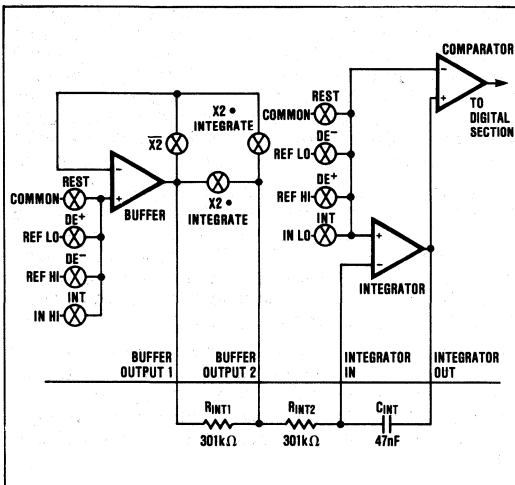 COMPARATOR
−
+
TO
DIGITAL
SECTION
REST
COMMON
DE−
REF LO
DE+
REF HI
INT
IN LO
+
−
INTEGRATOR
X2 •
INTEGRATE
X̅2̅
X2 •
INTEGRATE
−
+
BUFFER
REST
COMMON
DE+
REF LO
DE−
REF HI
INT
IN HI
BUFFER
OUTPUT 1
BUFFER
OUTPUT 2
INTEGRATOR
IN
INTEGRATOR
OUT
RINT1
301kΩ
RINT2
301kΩ
CINT
47nF